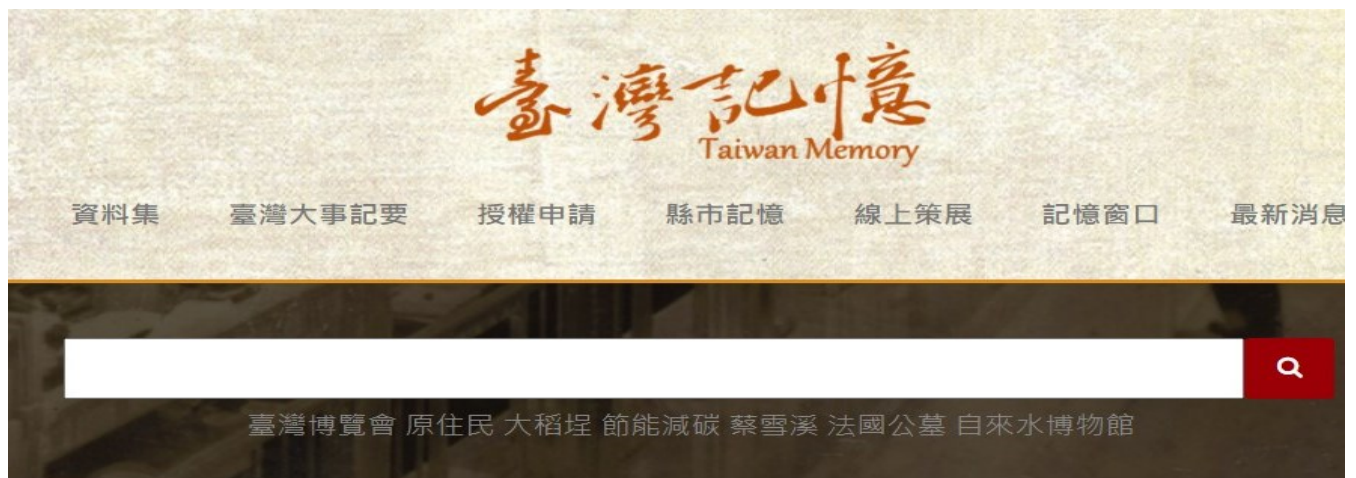 臺灣記憶
Taiwan Memory
資料集 臺灣大事記要 授權申請 縣市記憶 線上策展 記憶窗口 最新消息
臺灣博覽會 原住民 大稻埕 節能減碳 蔡雪溪 法國公墓 自來水博物館